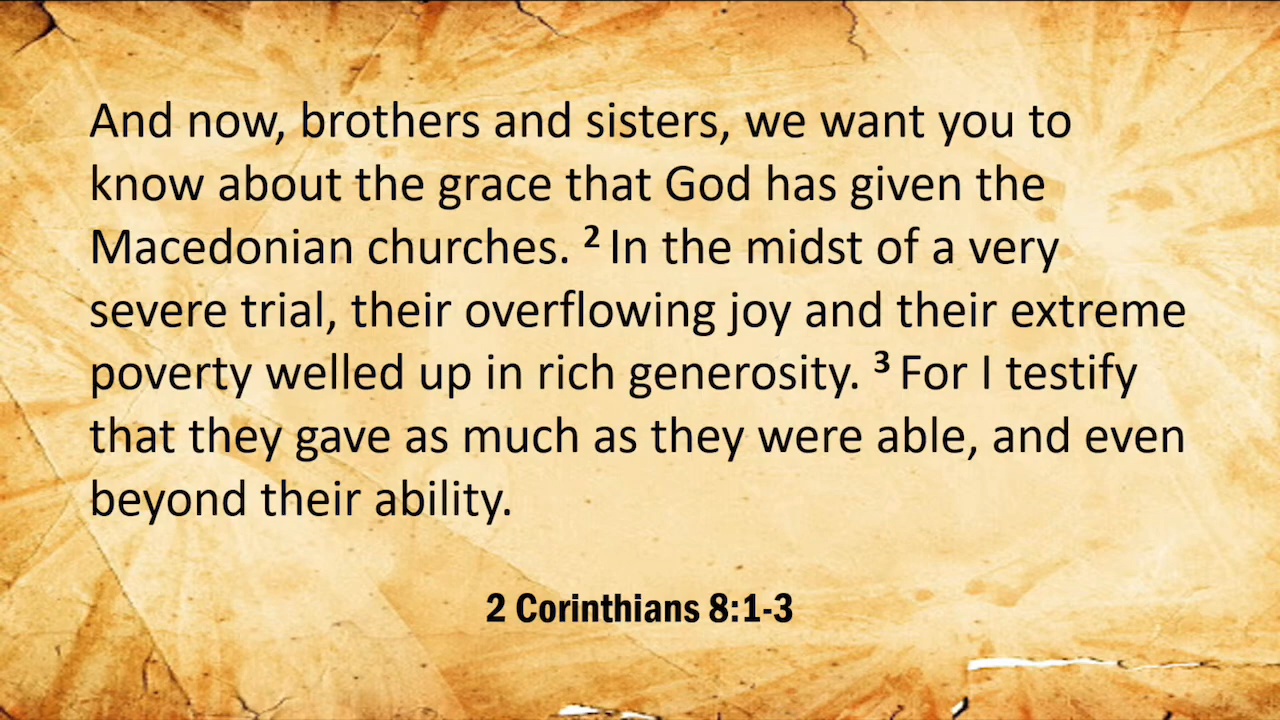 And now, brothers and sisters, we want you to
know about the grace that God has given the
Macedonian churches. ² In the midst of a very
severe trial, their overflowing joy and their extreme
poverty welled up in rich generosity. ³ For I testify
that they gave as much as they were able, and even
beyond their ability.
2 Corinthians 8:1-3